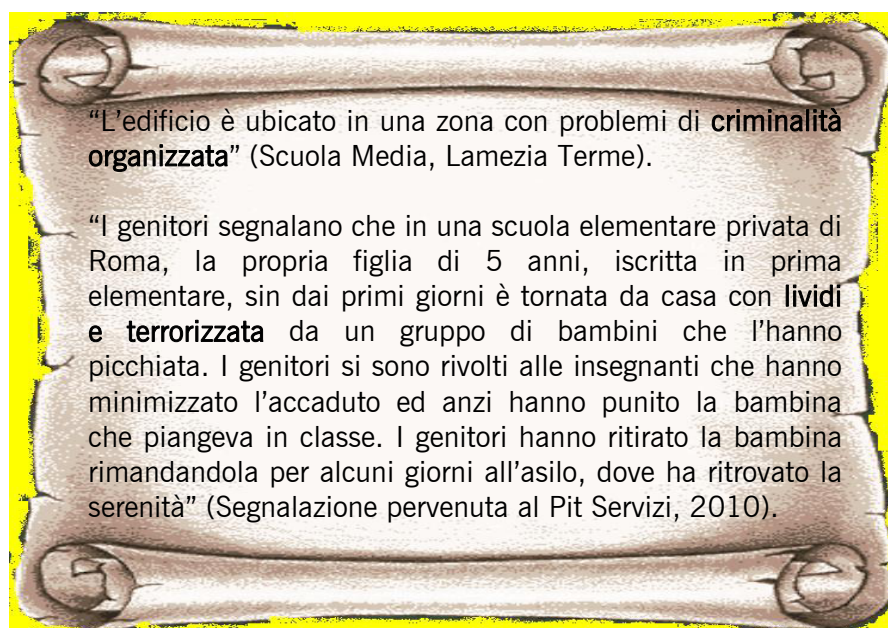 “L’edificio è ubicato in una zona con problemi di criminalità
organizzata” (Scuola Media, Lamezia Terme).
“I genitori segnalano che in una scuola elementare privata di
Roma, la propria figlia di 5 anni, iscritta in prima
elementare, sin dai primi giorni è tornata da casa con lividi
e terrorizzata da un gruppo di bambini che l’hanno
picchiata. I genitori si sono rivolti alle insegnanti che hanno
minimizzato l’accaduto ed anzi hanno punito la bambina
che piangeva in classe. I genitori hanno ritirato la bambina
rimandandola per alcuni giorni all’asilo, dove ha ritrovato la
serenità” (Segnalazione pervenuta al Pit Servizi, 2010).